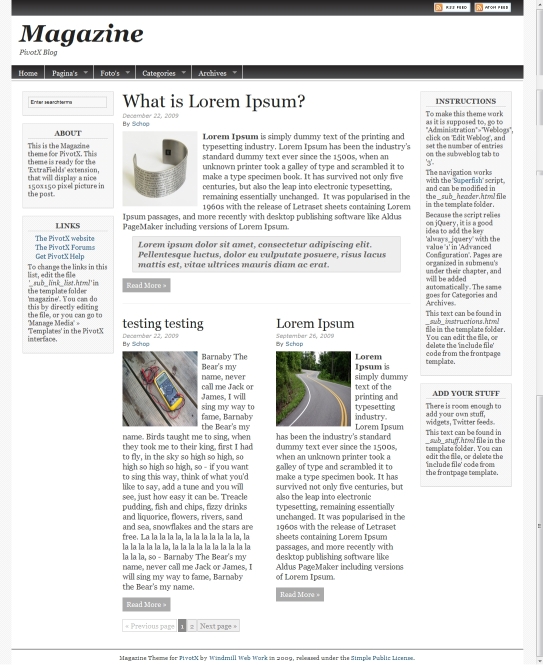 RSS FEED ATOM FEED
Magazine
PivotX Blog
Home Pagina's Foto's Categories Archives
Enter searchterms
ABOUT
This is the Magazine
theme for PivotX. This
theme is ready for the
'ExtraFields' extension,
that will display a nice
150x150 pixel picture in
the post.
LINKS
The PivotX website
The PivotX Forums
Get PivotX Help
To change the links in this
list, edit the file
'_sub_link_list.html' in
the template folder
'magazine'. You can do
this by directly editing
the file, or you can go to
'Manage Media' »
'Templates' in the PivotX
interface.
What is Lorem Ipsum?
December 22, 2009
By Schop
Lorem Ipsum is simply dummy text of the printing and
typesetting industry. Lorem Ipsum has been the industry's
standard dummy text ever since the 1500s, when an
unknown printer took a galley of type and scrambled it to
make a type specimen book. It has survived not only five
centuries, but also the leap into electronic typesetting,
remaining essentially unchanged. It was popularised in the
1960s with the release of Letraset sheets containing Lorem
Ipsum passages, and more recently with desktop publishing software like Aldus
PageMaker including versions of Lorem Ipsum.
Lorem ipsum dolor sit amet, consectetur adipiscing elit.
Pellentesque luctus, dolor eu vulputate posuere, risus lacus
mattis est, vitae ultrices mauris diam ac erat.
Read More »
testing testing
December 22, 2009
By Schop
Barnaby The
Bear's my
name, never
call me Jack or
James, I will
sing my way to
fame, Barnaby
the Bear's my
name. Birds taught me to sing, when
they took me to their king, first I had
to fly, in the sky so high so high, so
high so high so high, so - if you want
to sing this way, think of what you'd
like to say, add a tune and you will
see, just how easy it can be. Treacle
pudding, fish and chips, fizzy drinks
and liquorice, flowers, rivers, sand
and sea, snowflakes and the stars are
free. La la la la la, la la la la la la, la
la la la la la, la la la la la la la la la la
la la la, so - Barnaby The Bear's my
name, never call me Jack or James, I
will sing my way to fame, Barnaby
the Bear's my name.
Read More »
Lorem Ipsum
September 26, 2009
By Schop
Lorem
Ipsum is
simply dummy
text of the
printing and
typesetting
industry.
Lorem Ipsum
has been the industry's standard
dummy text ever since the 1500s,
when an unknown printer took a
galley of type and scrambled it to
make a type specimen book. It has
survived not only five centuries, but
also the leap into electronic
typesetting, remaining essentially
unchanged. It was popularised in the
1960s with the release of Letraset
sheets containing Lorem Ipsum
passages, and more recently with
desktop publishing software like
Aldus PageMaker including versions
of Lorem Ipsum.
Read More »
« Previous page 1 2 Next page »
INSTRUCTIONS
To make this theme work
as it is supposed to, go to
"Administration"»"Weblogs",
click on 'Edit Weblog', and
set the number of entries
on the subweblog tab to
'3'.
The navigation works
with the 'Superfish' script,
and can be modified in
the _sub_header.html file
in the template folder.
Because the script relies
on jQuery, it is a good
idea to add the key
'always_jquery' with the
value '1' in 'Advanced
Configuration'. Pages are
organized in submenu's
under their chapter, and
will be added
automatically. The same
goes for Categories and
Archives.
This text can be found in
_sub_instructions.html
file in the template folder.
You can edit the file, or
delete the 'include file'
code from the frontpage
template.
ADD YOUR STUFF
There is room enough to
add your own stuff,
widgets, Twitter feeds.
This text can be found in
_sub_stuff.html file in the
template folder. You can
edit the file, or delete the
'include file' code from
the frontpage template.
Magazine Theme for PivotX by Windmill Web Work in 2009, released under the Simple Public License.